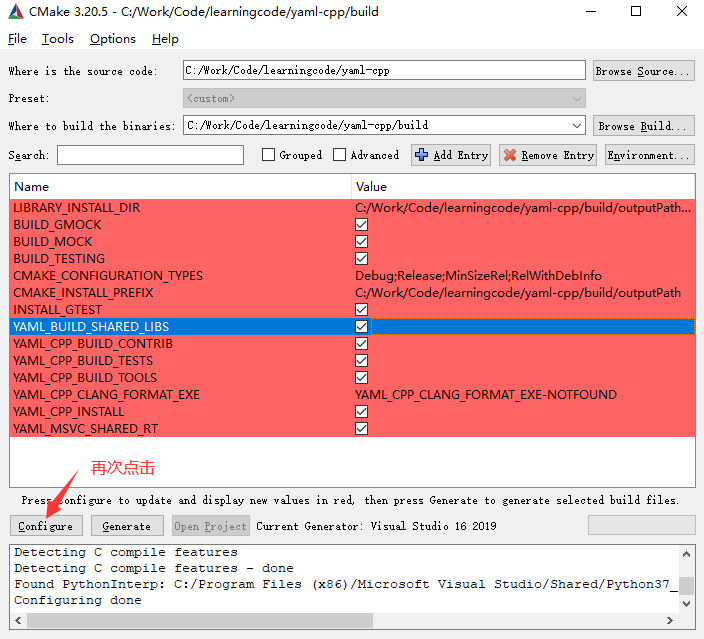 CMake 3.20.5 - C:/Work/Code/learningcode/yaml-cpp/build
File Tools Options Help
Where is the source code: C:/Work/Code/learningcode/yaml-cpp Browse Source...
Preset: <custom>
Where to build the binaries: C:/Work/Code/learningcode/yaml-cpp/build Browse Build...
Search: Grouped Advanced Add Entry Remove Entry Environment...
Name Value
LIBRARY_INSTALL_DIR C:/Work/Code/learningcode/yaml-cpp/build/outputPath...
BUILD_GMOCK
BUILD_MOCK
BUILD_TESTING
CMAKE_CONFIGURATION_TYPES Debug;Release;MinSizeRel;RelWithDebInfo
CMAKE_INSTALL_PREFIX C:/Work/Code/learningcode/yaml-cpp/build/outputPath
INSTALL_GTEST
YAML_BUILD_SHARED_LIBS
YAML_CPP_BUILD_CONTRIB
YAML_CPP_BUILD_TESTS
YAML_CPP_BUILD_TOOLS
YAML_CPP_CLANG_FORMAT_EXE YAML_CPP_CLANG_FORMAT_EXE-NOTFOUND
YAML_CPP_INSTALL
YAML_MSVC_SHARED_RT
再次点击
Press Configure to update and display new values in red, then press Generate to generate selected build files.
Configure Generate Open Project Current Generator: Visual Studio 16 2019
Detecting C compile features
Detecting C compile features - done
Found PythonInterp: C:/Program Files (x86)/Microsoft Visual Studio/Shared/Python37_
Configuring done